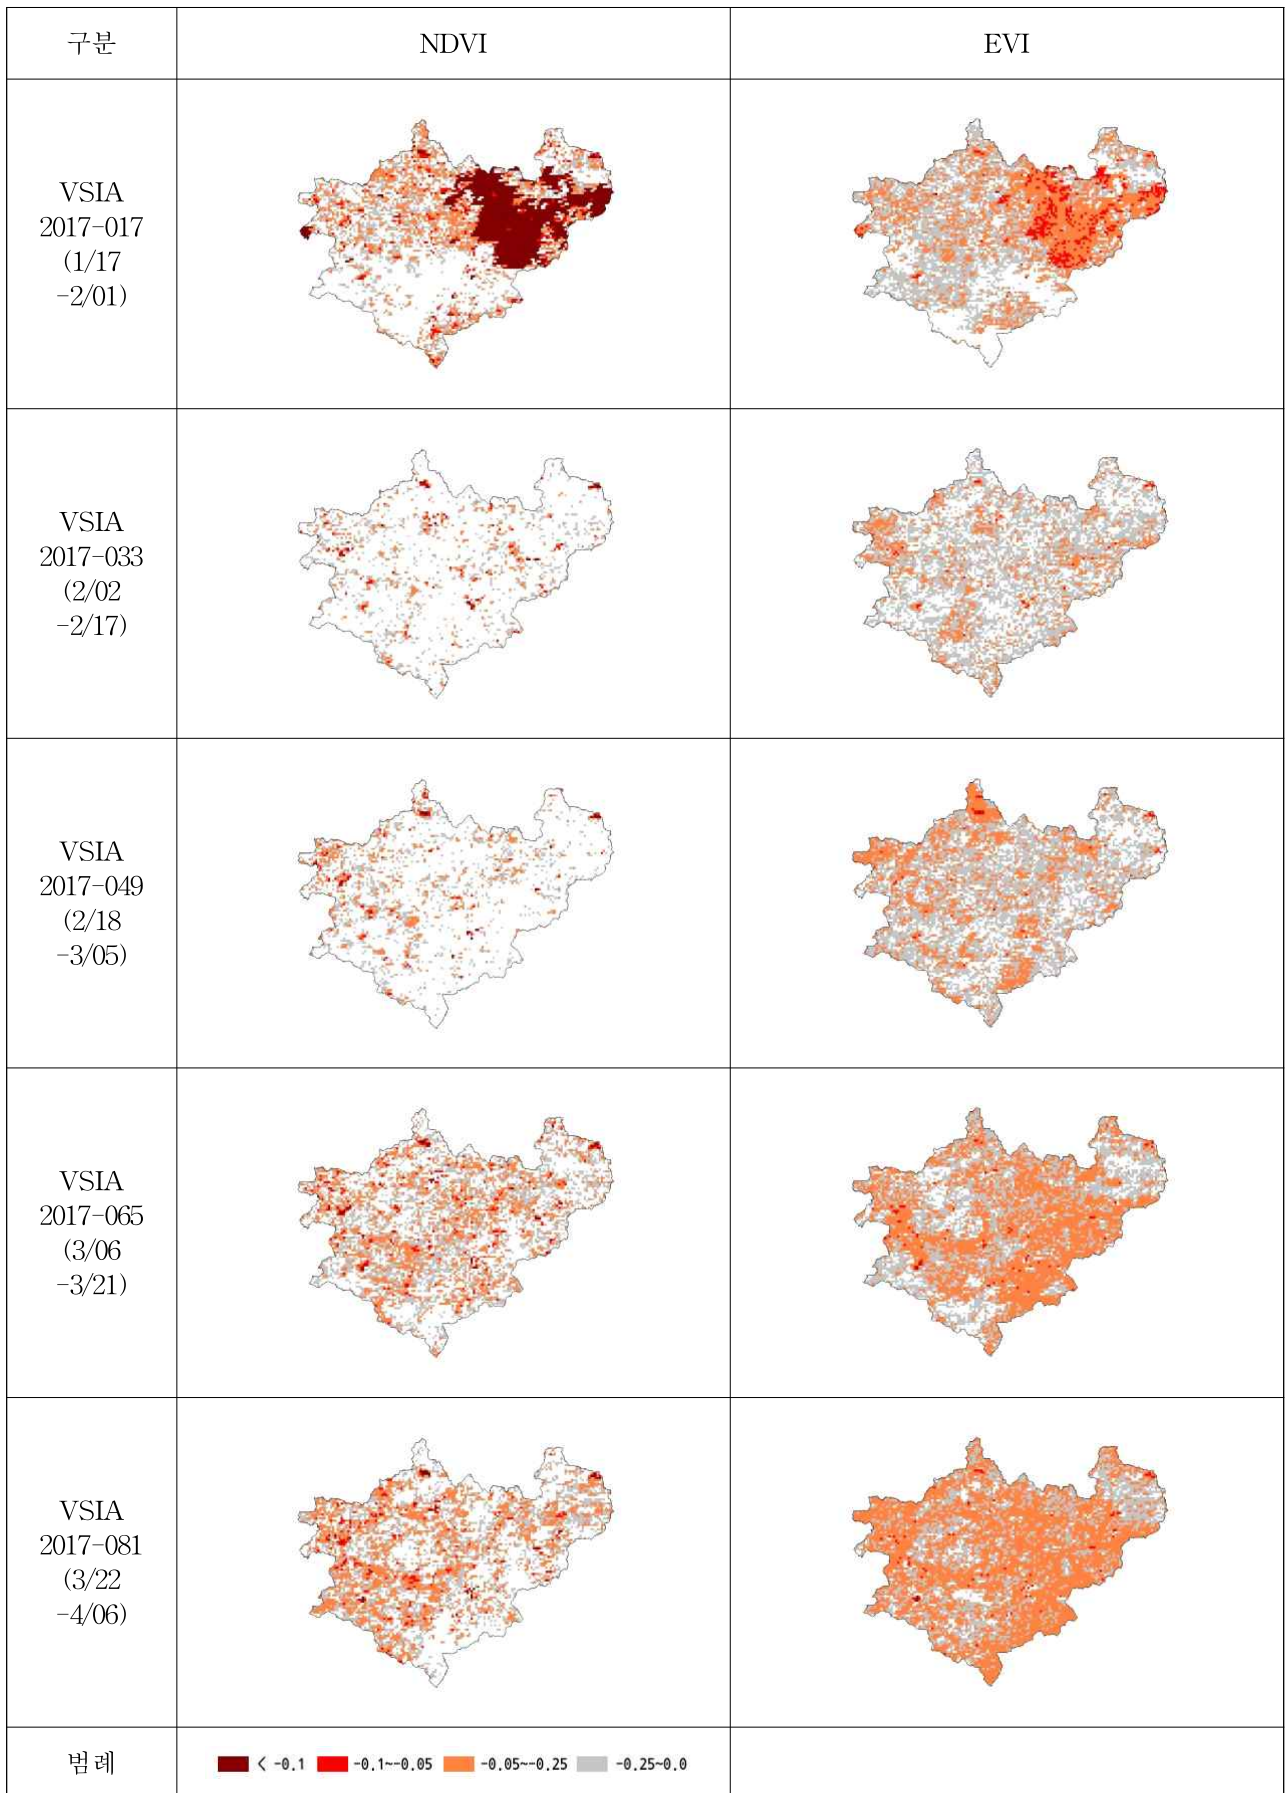 구분
NDVI
EVI
VSIA
2017-017
(1/17
-2/01)
VSIA
2017-033
(2/02
-2/17)
VSIA
2017-049
(2/18
-3/05)
VSIA
2017-065
(3/06
-3/21)
VSIA
2017-081
(3/22
-4/06)
범례
< -0.1 -0.1~-0.05 -0.05~-0.25 -0.25~0.0